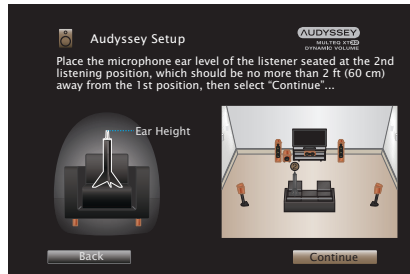 Audyssey Setup
AUDYSSEY
MULTEQ XT32
DYNAMIC VOLUME
Place the microphone ear level of the listener seated at the 2nd
listening position, which should be no more than 2 ft (60 cm)
away from the 1st position, then select “Continue”...
Ear Height
Back
Continue